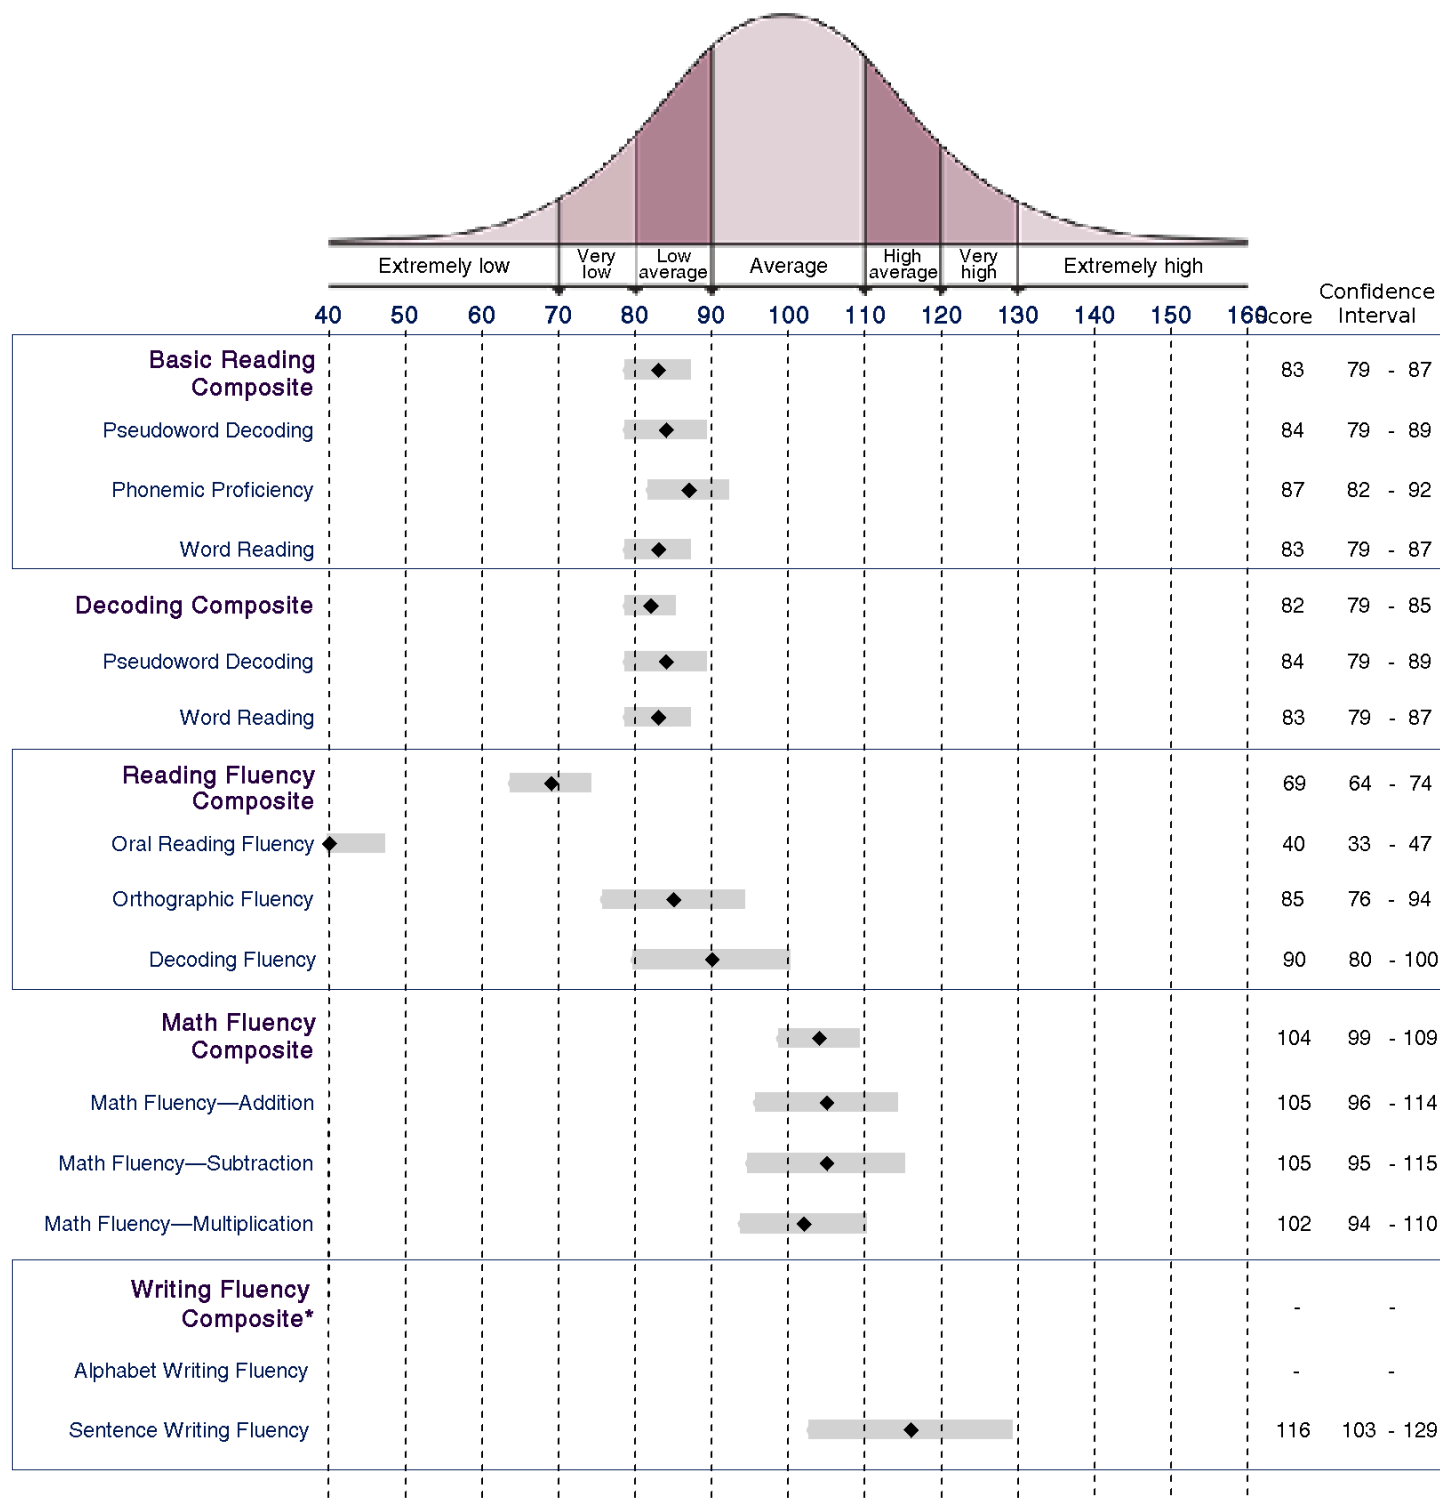 Extremely low Very low Low average Average High average Very high Extremely high
Confidence
40 50 60 70 80 90 100 110 120 130 140 150 160 core Interval
Basic Reading
Composite 83 79 - 87
Pseudoword Decoding 84 79 - 89
Phonemic Proficiency 87 82 - 92
Word Reading 83 79 - 87
Decoding Composite 82 79 - 85
Pseudoword Decoding 84 79 - 89
Word Reading 83 79 - 87
Reading Fluency
Composite 69 64 - 74
Oral Reading Fluency 40 33 - 47
Orthographic Fluency 85 76 - 94
Decoding Fluency 90 80 - 100
Math Fluency
Composite 104 99 - 109
Math Fluency—Addition 105 96 - 114
Math Fluency—Subtraction 105 95 - 115
Math Fluency—Multiplication 102 94 - 110
Writing Fluency
Composite* - -
Alphabet Writing Fluency - -
Sentence Writing Fluency 116 103 - 129